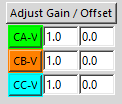 Adjust Gain / Offset
CA-V 1.0 0.0
CB-V 1.0 0.0
CC-V 1.0 0.0